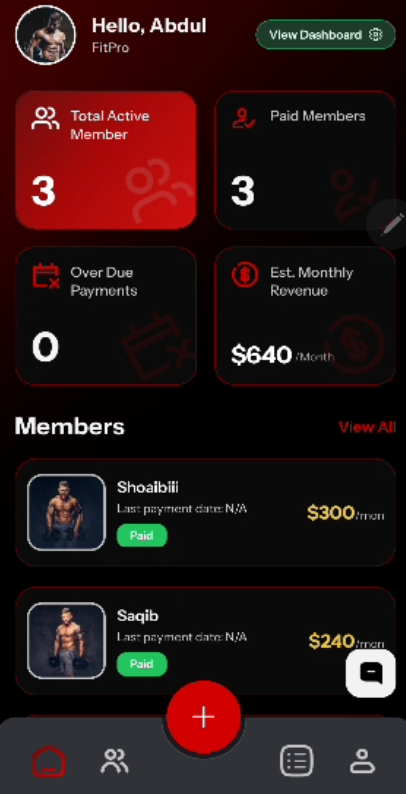 Hello, Abdul
FitPro
View Dashboard
Total Active
Member
3
Paid Members
3
Over Due
Payments
0
Est. Monthly
Revenue
$640 /Month
Members
View All
Shoaibiii
Last payment date: N/A
Paid
$300/mon
Saqib
Last payment date: N/A
Paid
$240/mon